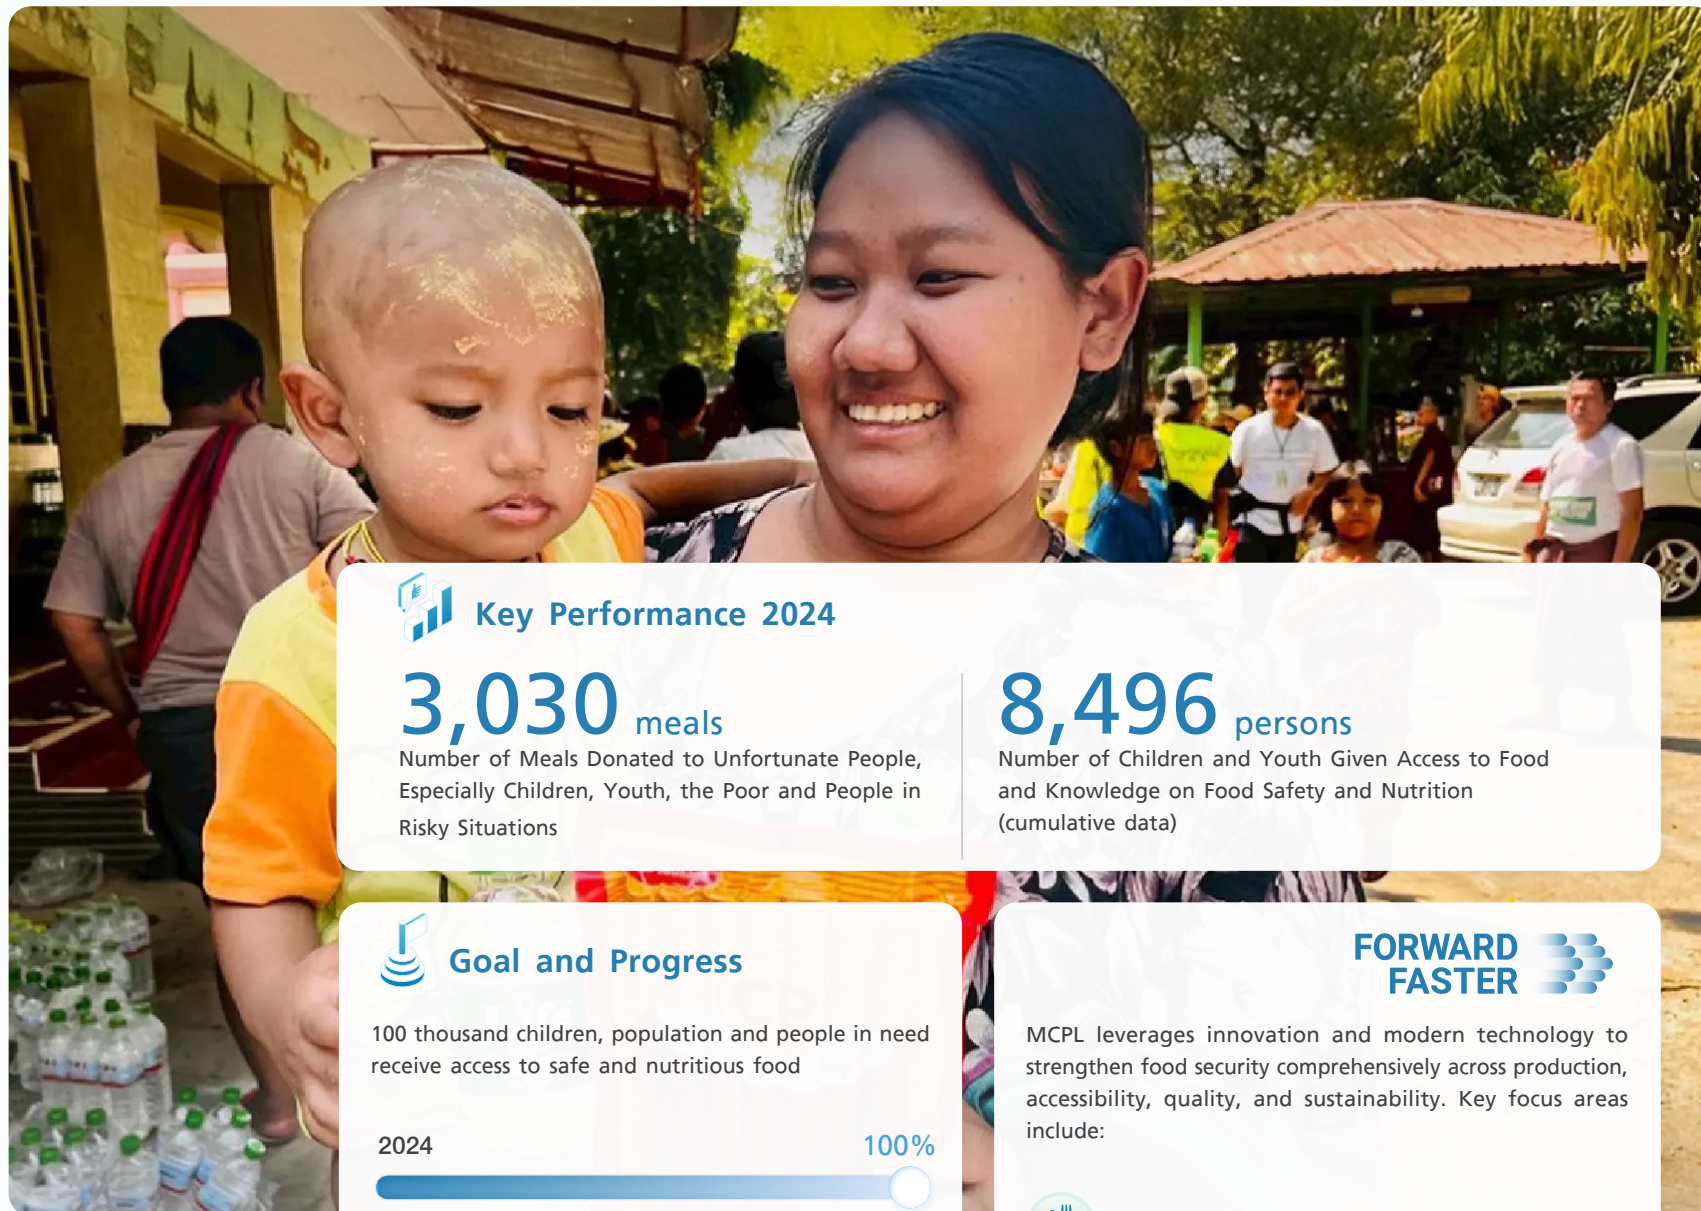 Key Performance 2024
3,030 meals
Number of Meals Donated to Unfortunate People,
Especially Children, Youth, the Poor and People in
Risky Situations
8,496 persons
Number of Children and Youth Given Access to Food
and Knowledge on Food Safety and Nutrition
(cumulative data)
Goal and Progress
100 thousand children, population and people in need
receive access to safe and nutritious food
2024
100%
FORWARD
FASTER
MCPL leverages innovation and modern technology to
strengthen food security comprehensively across production,
accessibility, quality, and sustainability. Key focus areas
include: